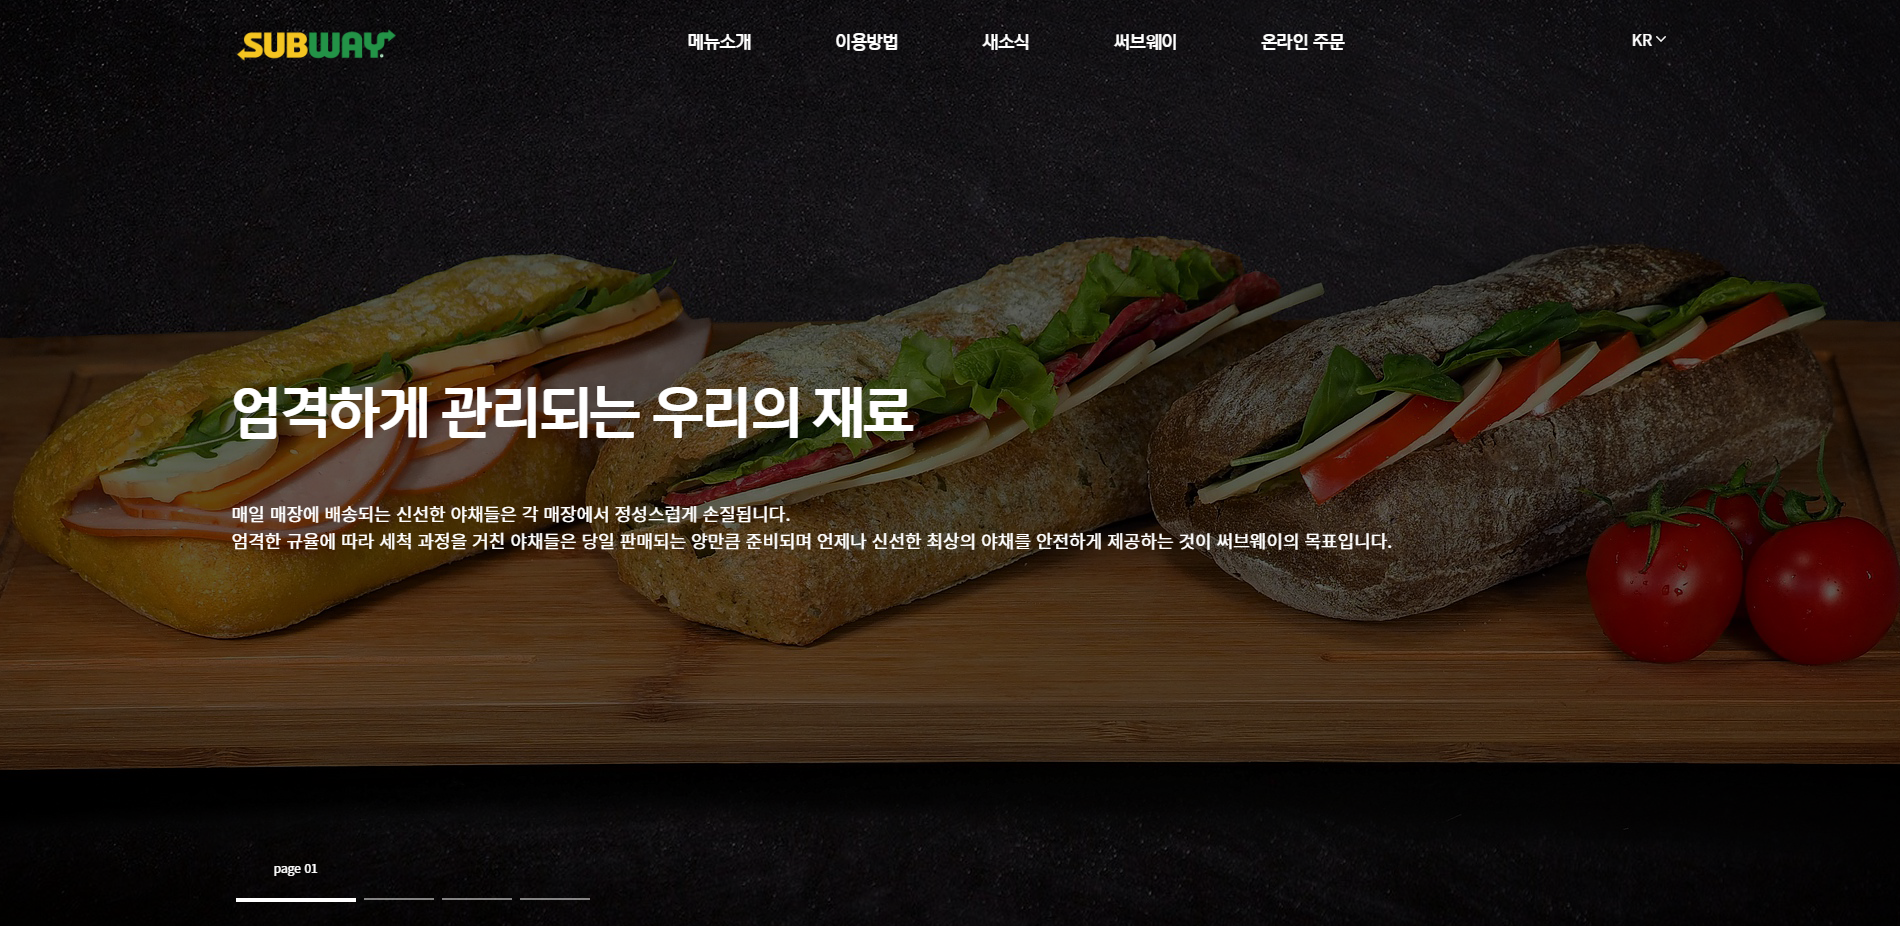 SUBWAY
메뉴소개
이용방법
새소식
써브웨이
온라인 주문
KR
엄격하게 관리되는 우리의 재료
매일 매장에 배송되는 신선한 야채들은 각 매장에서 정성스럽게 손질됩니다.
엄격한 규율에 따라 세척 과정을 거친 야채들은 당일 판매되는 양만큼 준비되며 언제나 신선한 최상의 야채를 안전하게 제공하는 것이 써브웨이의 목표입니다.
page 01